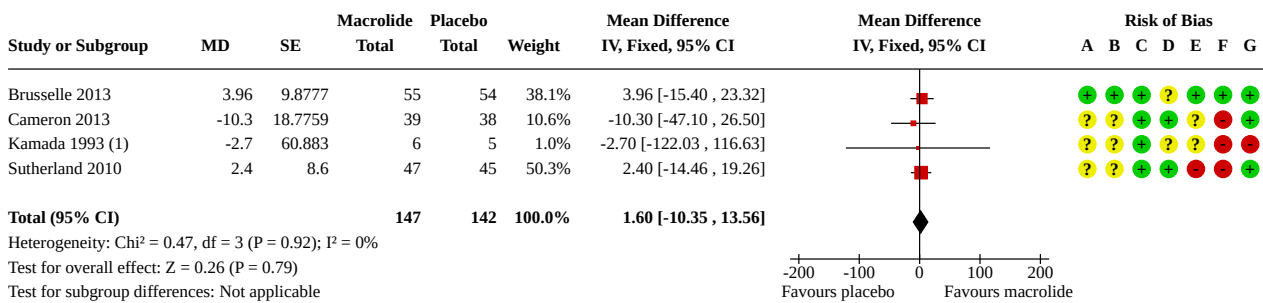 Macrolide Placebo Mean Difference Mean Difference Risk of Bias
Study or Subgroup MD SE Total Total Weight IV, Fixed, 95% CI IV, Fixed, 95% CI A B C D E F G
Brusselle 2013 3.96 9.8777 55 54 38.1% 3.96 [-15.40 , 23.32] + + + ? + + +
Cameron 2013 -10.3 18.7759 39 38 10.6% -10.30 [-47.10 , 26.50] ? ? + + ? - +
Kamada 1993 (1) -2.7 60.883 6 5 1.0% -2.70 [-122.03 , 116.63] ? ? + ? ? - -
Sutherland 2010 2.4 8.6 47 45 50.3% 2.40 [-14.46 , 19.26] ? ? + + - - +
Total (95% CI) 147 142 100.0% 1.60 [-10.35 , 13.56]
Heterogeneity: Chi² = 0.47, df = 3 (P = 0.92); I² = 0%
Test for overall effect: Z = 0.26 (P = 0.79)
-200 -100 0 100 200
Test for subgroup differences: Not applicable
Favours placebo Favours macrolide